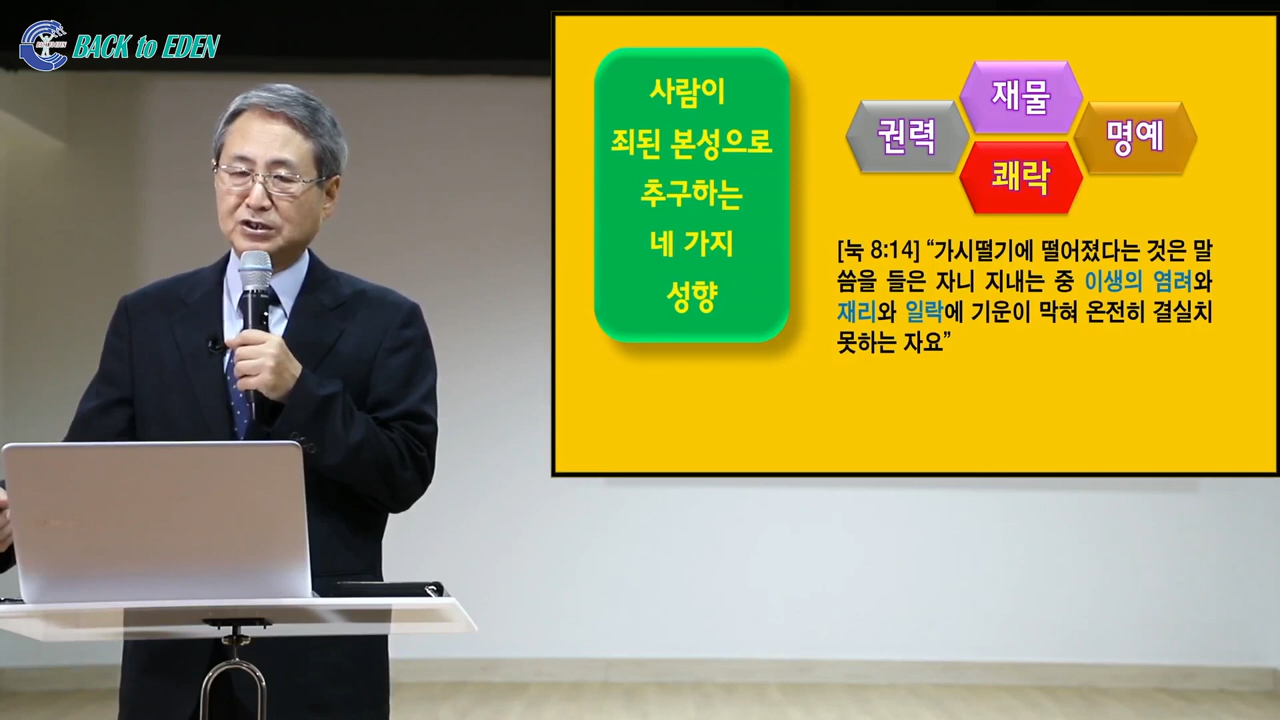 BACK to EDEN
사람이
죄된 본성으로
추구하는
네 가지
성향
재물
권력
명예
쾌락
[눅 8:14] “가시떨기에 떨어졌다는 것은 말
씀을 들은 자니 지내는 중 이생의 염려와
재리와 일락에 기운이 막혀 온전히 결실치
못하는 자요”